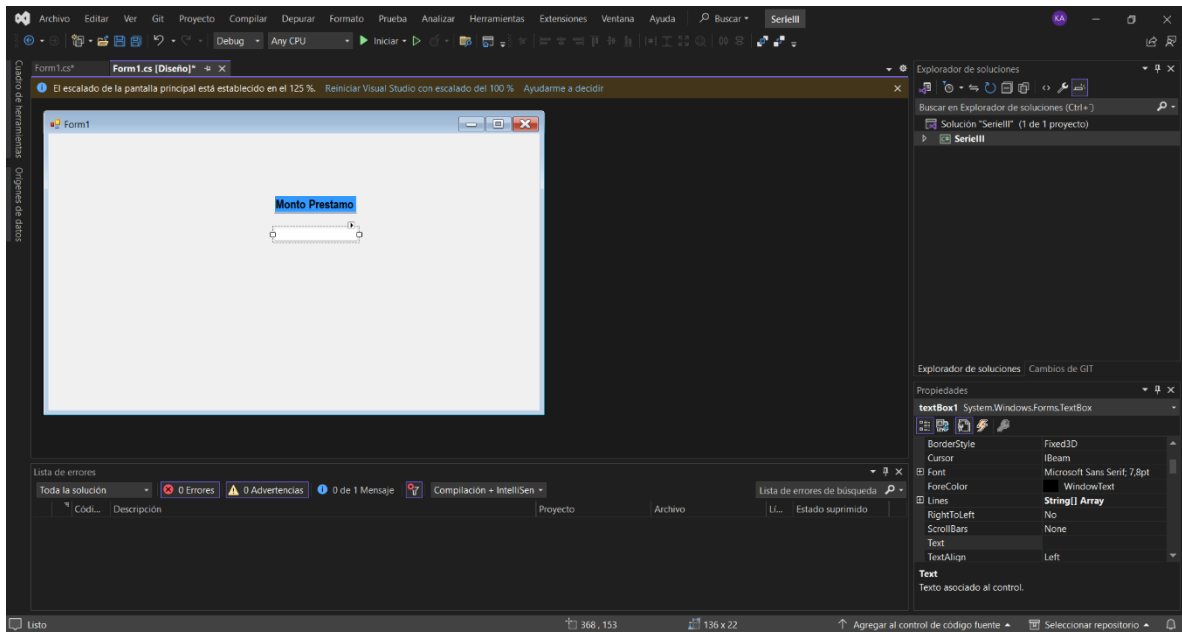 Archivo Editar Ver Git Proyecto Compilar Depurar Formato Prueba Analizar Herramientas Extensiones Ventana Ayuda Buscar SerieIII KA
Debug Any CPU Iniciar
Cuadro de herramientas
Orígenes de datos
Form1.cs* Form1.cs [Diseño]*
El escalado de la pantalla principal está establecido en el 125 %. Reiniciar Visual Studio con escalado del 100 % Ayudarme a decidir
Form1
Monto Prestamo
Explorador de soluciones
Buscar en Explorador de soluciones (Ctrl+¨)
Solución "SerieIII" (1 de 1 proyecto)
SerieIII
Explorador de soluciones Cambios de GIT
Propiedades
textBox1 System.Windows.Forms.TextBox
BorderStyle Fixed3D
Cursor IBeam
Font Microsoft Sans Serif; 7,8pt
ForeColor WindowText
Lines String[] Array
RightToLeft No
ScrollBars None
Text
TextAlign Left
Text
Texto asociado al control.
Lista de errores
Toda la solución 0 Errores 0 Advertencias 0 de 1 Mensaje Compilación + IntelliSen Lista de errores de búsqueda
Códi... Descripción Proyecto Archivo Lí... Estado suprimido
Listo 368 , 153 136 x 22 Agregar al control de código fuente Seleccionar repositorio